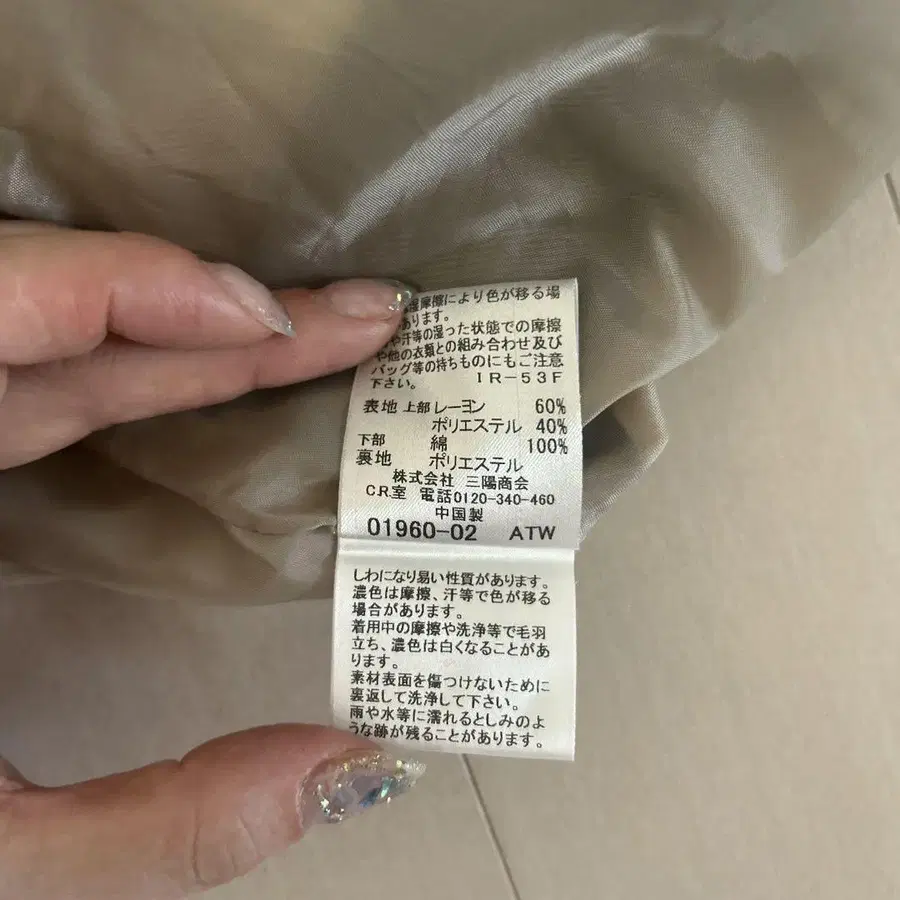 湿摩擦により色が移る場
あります。
や汗等の湿った状態での摩擦
や他の衣類との組み合わせ及び
バッグ等の持ちものにもご注意
下さい。 IR-53F
表地 上部 レーヨン 60%
ポリエステル 40%
下部 綿 100%
裏地 ポリエステル
株式会社 三陽商会
C.R.室 電話0120-340-460
中国製
01960-02 ATW
しわになり易い性質があります。
濃色は摩擦、汗等で色が移る
場合があります。
着用中の摩擦や洗浄等で毛羽
立ち、濃色は白くなることがあ
ります。
素材表面を傷つけないために
裏返して洗浄して下さい。
雨や水等に濡れるとしみのよ
うな跡が残ることがあります。